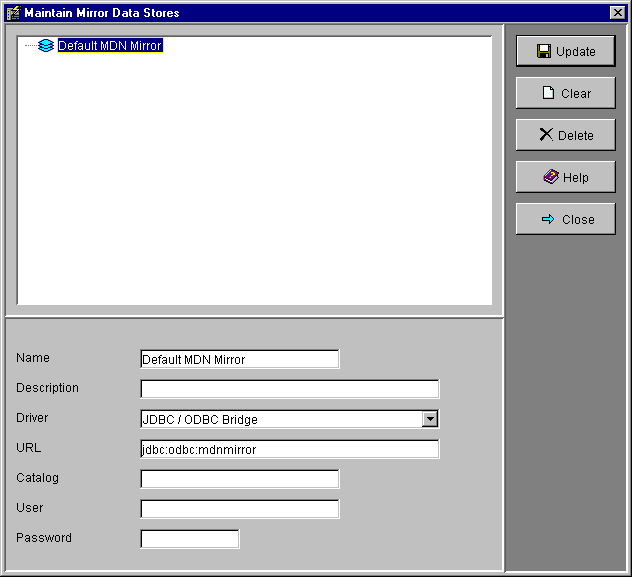 Maintain Mirror Data Stores
Default MDN Mirror
Update
Clear
Delete
Help
Close
Name Default MDN Mirror
Description
Driver JDBC / ODBC Bridge
URL jdbc:odbc:mdnmirror
Catalog
User
Password